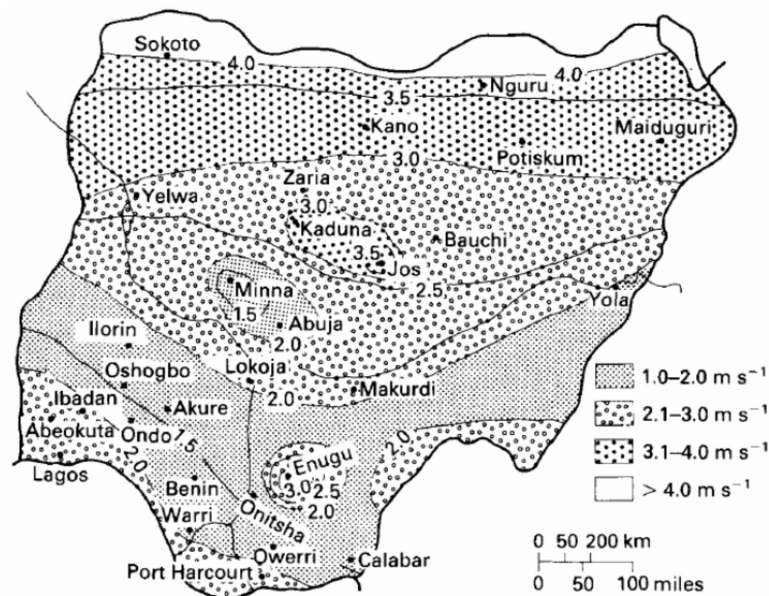 Sokoto
4.0
4.0
3.5
Nguru
Kano
Maiduguri
Potiskum
3.0
Zaria
Yelwa
3.0
Kaduna
Bauchi
3.5
Jos
Minna
2.5
Yola
1.5
Abuja
Ilorin
2.0
Lokoja
Oshogbo
2.0
Makurdi
Ibadan
Akure
1.5
Abeokuta
Ondo
2.0
2.0
Enugu
Lagos
3.0
2.5
Benin
2.0
Onitsha
Warri
Owerri
Calabar
Port Harcourt
1.0–2.0 m s⁻¹
2.1–3.0 m s⁻¹
3.1–4.0 m s⁻¹
> 4.0 m s⁻¹
0 50 200 km
0 50 100 miles